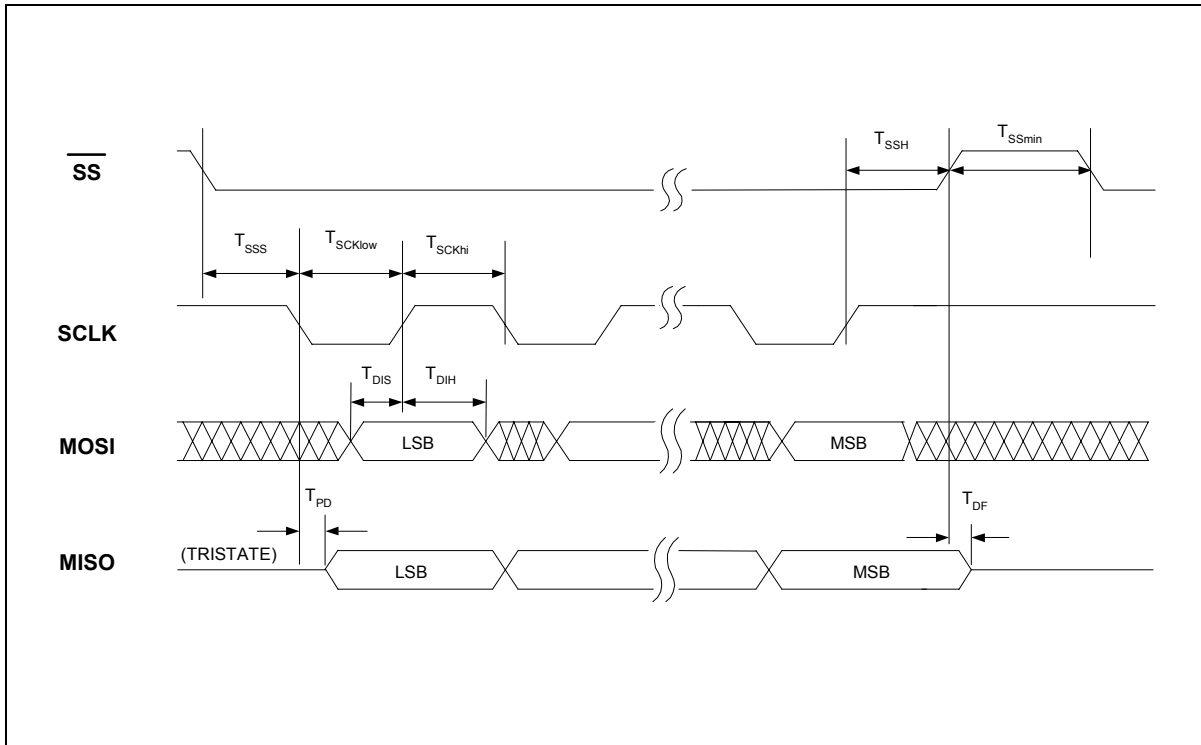 T_SSH
T_SSmin
SS
T_SSS
T_SCKlow
T_SCKhi
SCLK
T_DIS
T_DIH
MOSI
LSB
MSB
T_PD
T_DF
(TRISTATE)
MISO
LSB
MSB